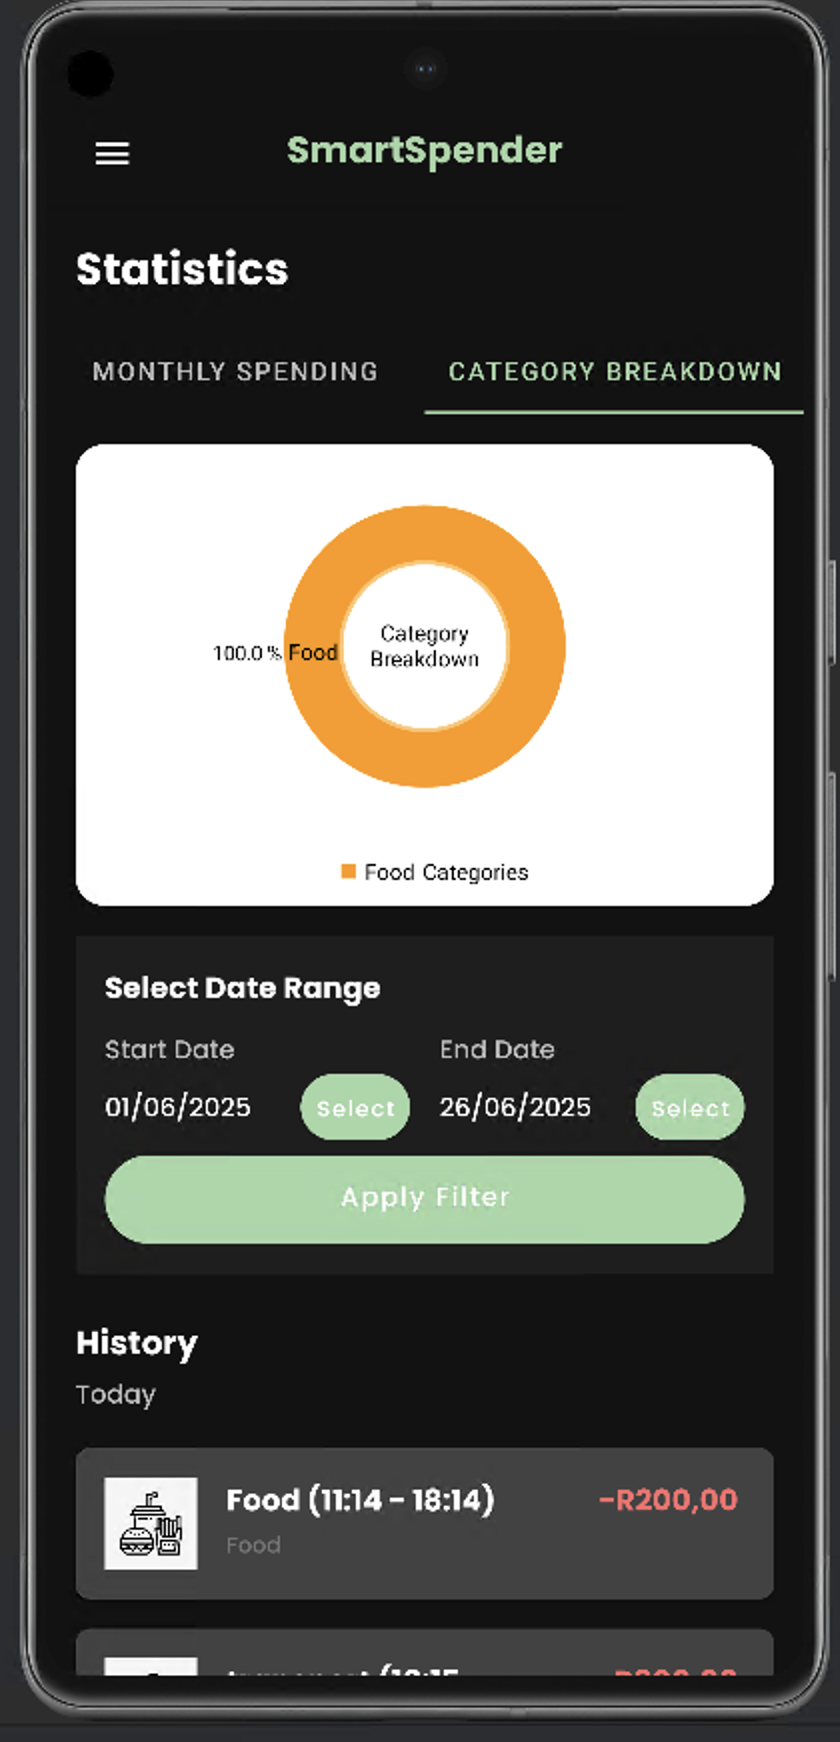 SmartSpender
Statistics
MONTHLY SPENDING
CATEGORY BREAKDOWN
Category
Breakdown
100.0 % Food
Food Categories
Select Date Range
Start Date
End Date
01/06/2025
Select
26/06/2025
Select
Apply Filter
History
Today
Food (11:14 - 18:14)
-R200,00
Food